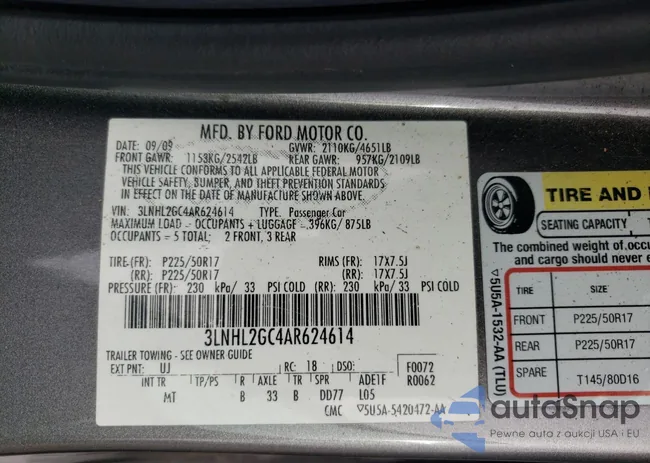 MFD. BY FORD MOTOR CO.
DATE: 09/09 GVWR: 2110KG/4651LB
FRONT GAWR: 1153KG/2542LB REAR GAWR: 957KG/2109LB
THIS VEHICLE CONFORMS TO ALL APPLICABLE FEDERAL MOTOR
VEHICLE SAFETY, BUMPER, AND THEFT PREVENTION STANDARDS
IN EFFECT ON THE DATE OF MANUFACTURE SHOWN ABOVE.
VIN: 3LNHL2GC4AR624614 TYPE: Passenger Car
MAXIMUM LOAD = OCCUPANTS + LUGGAGE = 396KG/ 875LB
OCCUPANTS = 5 TOTAL: 2 FRONT, 3 REAR
TIRE:(FR): P225/50R17 RIMS (FR): 17X7.5J
(RR): P225/50R17 (RR): 17X7.5J
PRESSURE (FR): 230 kPa/ 33 PSI COLD (RR): 230 kPa/ 33 PSI COLD
3LNHL2GC4AR624614
TRAILER TOWING - SEE OWNER GUIDE
EXT PNT: UJ RC: 18 DSO: F0072
INT TR TP/PS R AXLE TR SPR ADE1F R0062
MT B 33 B DD77 L05
CMC ▽5U5A-5420472-AA
TIRE AND
SEATING CAPACITY
The combined weight of
and cargo should never
▽5U5A-1532-AA (TLU)
TIRE SIZE
FRONT P225/50R17
REAR P225/50R17
SPARE T145/80D16
autoSnap
Pewne auta z aukcji USA i EU